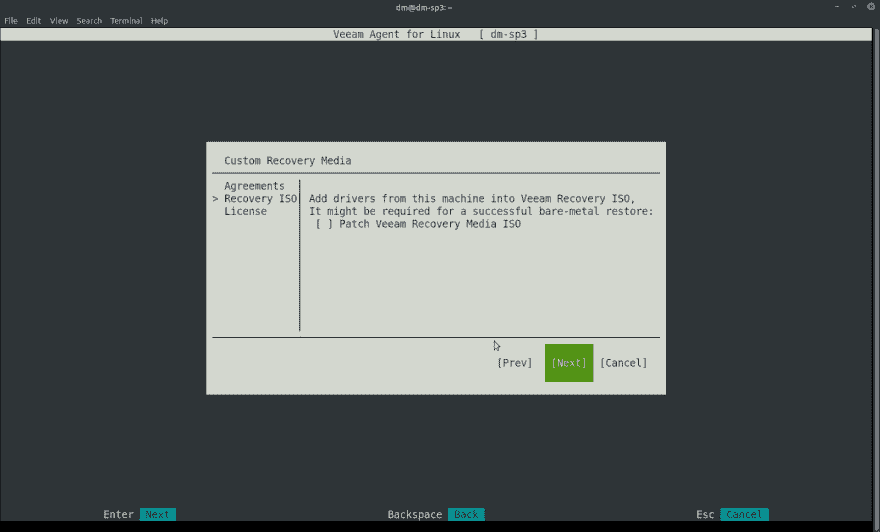 dm@dm-sp3: ~
File Edit View Search Terminal Help
Veeam Agent for Linux [ dm-sp3 ]
Custom Recovery Media
Agreements
> Recovery ISO
License
Add drivers from this machine into Veeam Recovery ISO,
It might be required for a successful bare-metal restore:
[ ] Patch Veeam Recovery Media ISO
[Prev] [Next] [Cancel]
Enter Next Backspace Back Esc Cancel